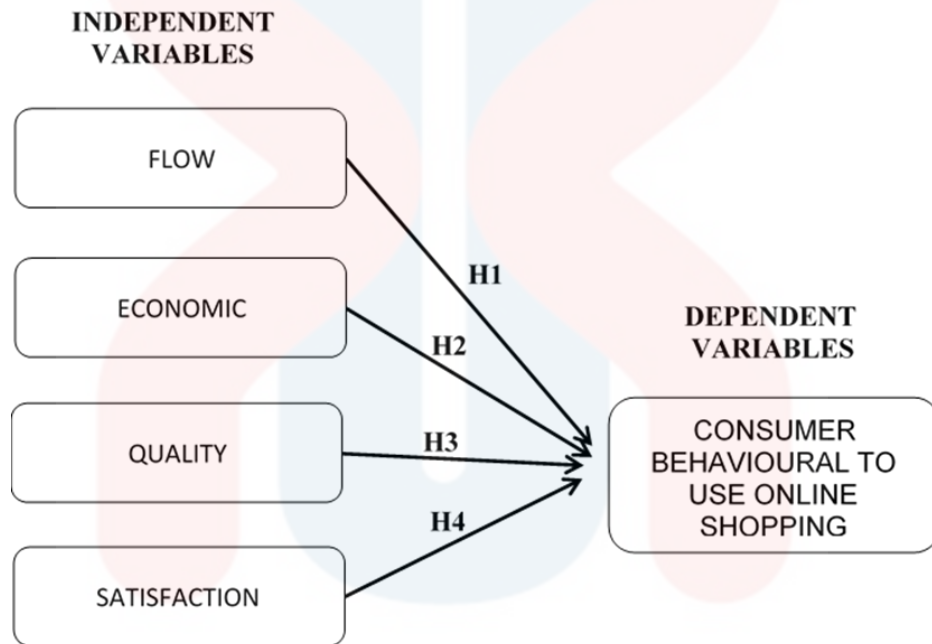 INDEPENDENT
VARIABLES
FLOW
H1
ECONOMIC
H2
DEPENDENT
VARIABLES
QUALITY
H3
CONSUMER
BEHAVIOURAL TO
USE ONLINE
SHOPPING
H4
SATISFACTION